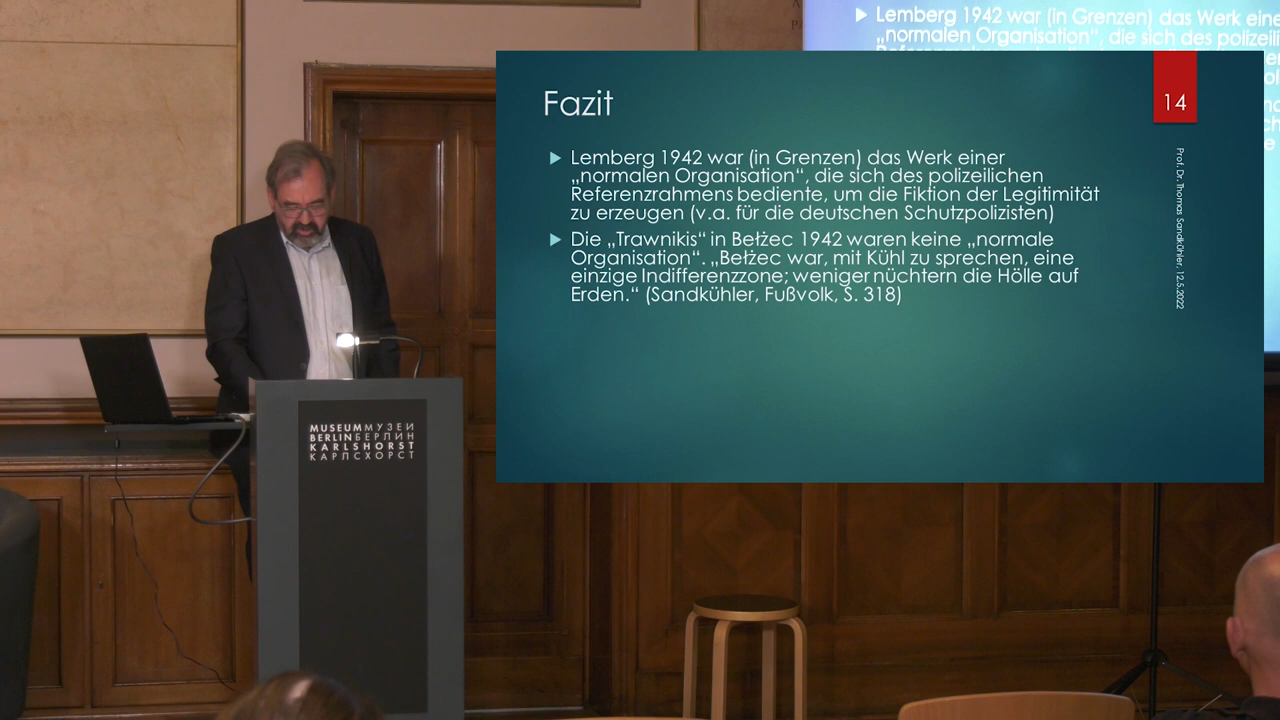 Lemberg 1942 war (in Grenzen) das Werk eine
„normalen Organisation“, die sich des polizeili
Fazit
14
Lemberg 1942 war (in Grenzen) das Werk einer
„normalen Organisation“, die sich des polizeilichen
Referenzrahmens bediente, um die Fiktion der Legitimität
zu erzeugen (v.a. für die deutschen Schutzpolizisten)
Die „Trawnikis“ in Bełżec 1942 waren keine „normale
Organisation“. „Bełżec war, mit Kühl zu sprechen, eine
einzige Indifferenzzone; weniger nüchtern die Hölle auf
Erden.“ (Sandkühler, Fußvolk, S. 318)
Prof. Dr. Thomas Sandkühler, 12.5.2022
MUSEUM МУЗЕЙ
BERLIN БЕРЛИН
KARLSHORST
КАРЛСХОРСТ